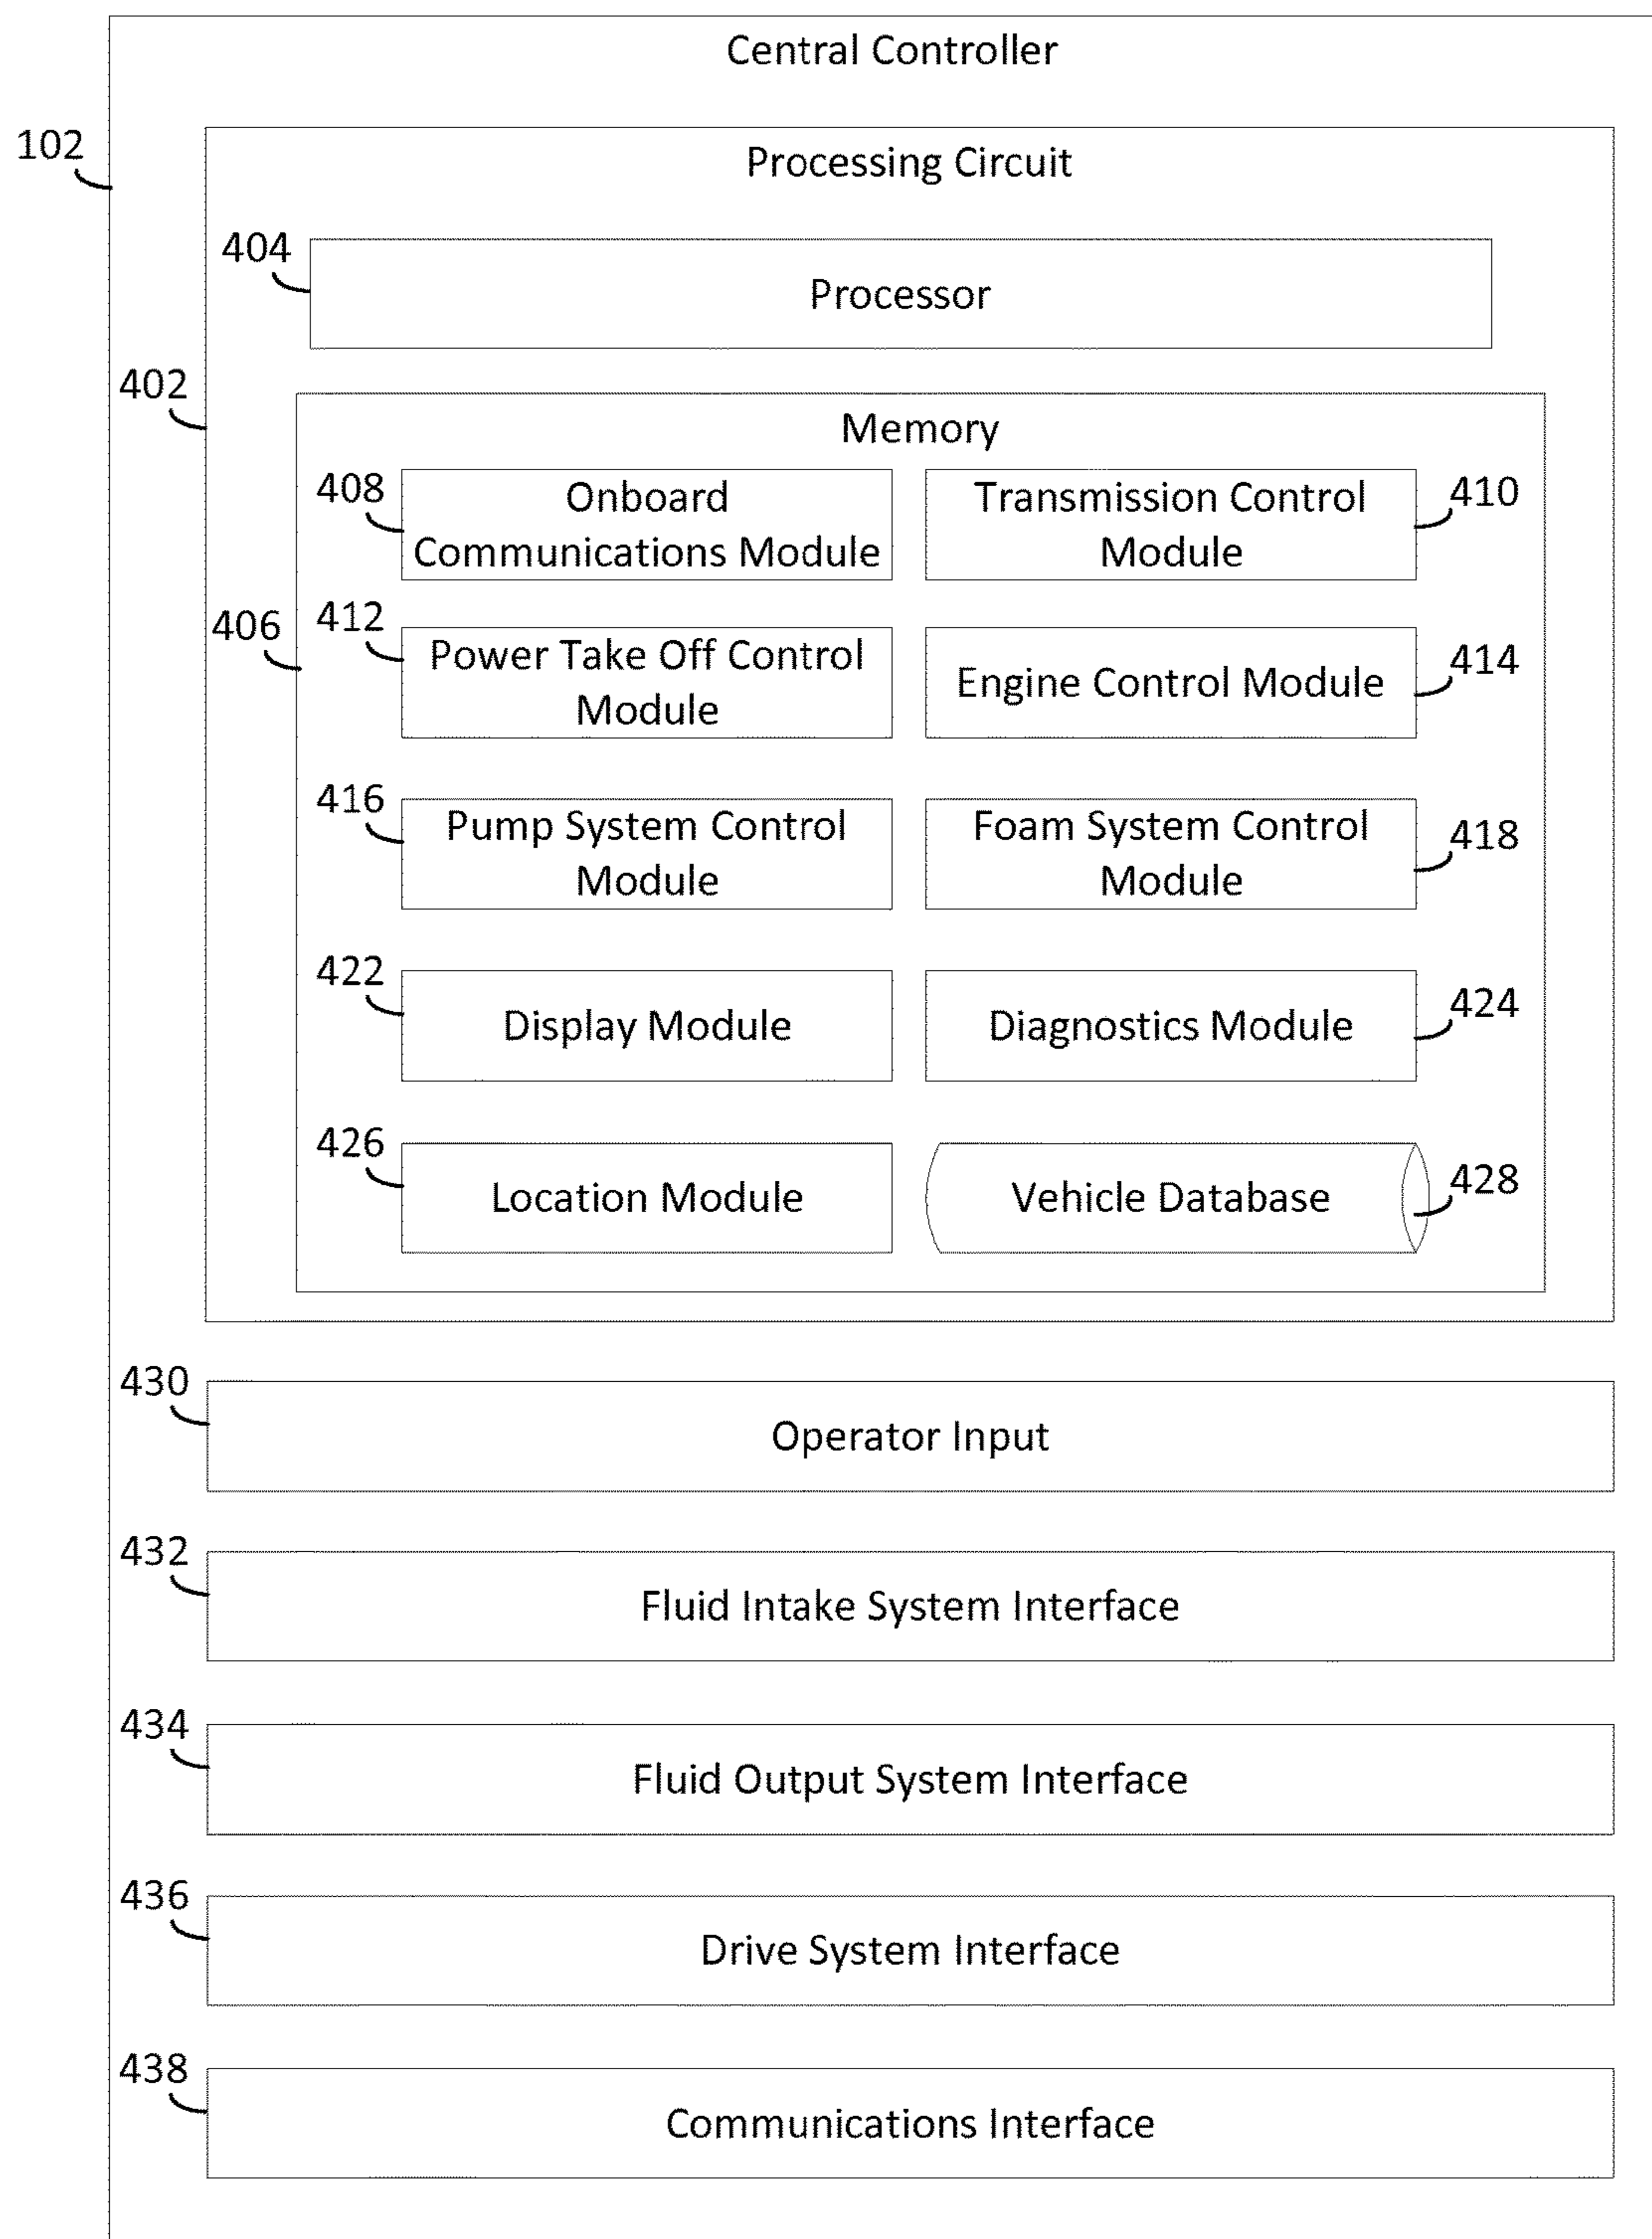 Central Controller
102
Processing Circuit
404
Processor
402
Memory
408
Onboard
Communications Module
Transmission Control
Module
410
406
412
Power Take Off Control
Module
Engine Control Module
414
416
Pump System Control
Module
Foam System Control
Module
418
422
Display Module
Diagnostics Module
424
426
Location Module
Vehicle Database
428
430
Operator Input
432
Fluid Intake System Interface
434
Fluid Output System Interface
436
Drive System Interface
438
Communications Interface